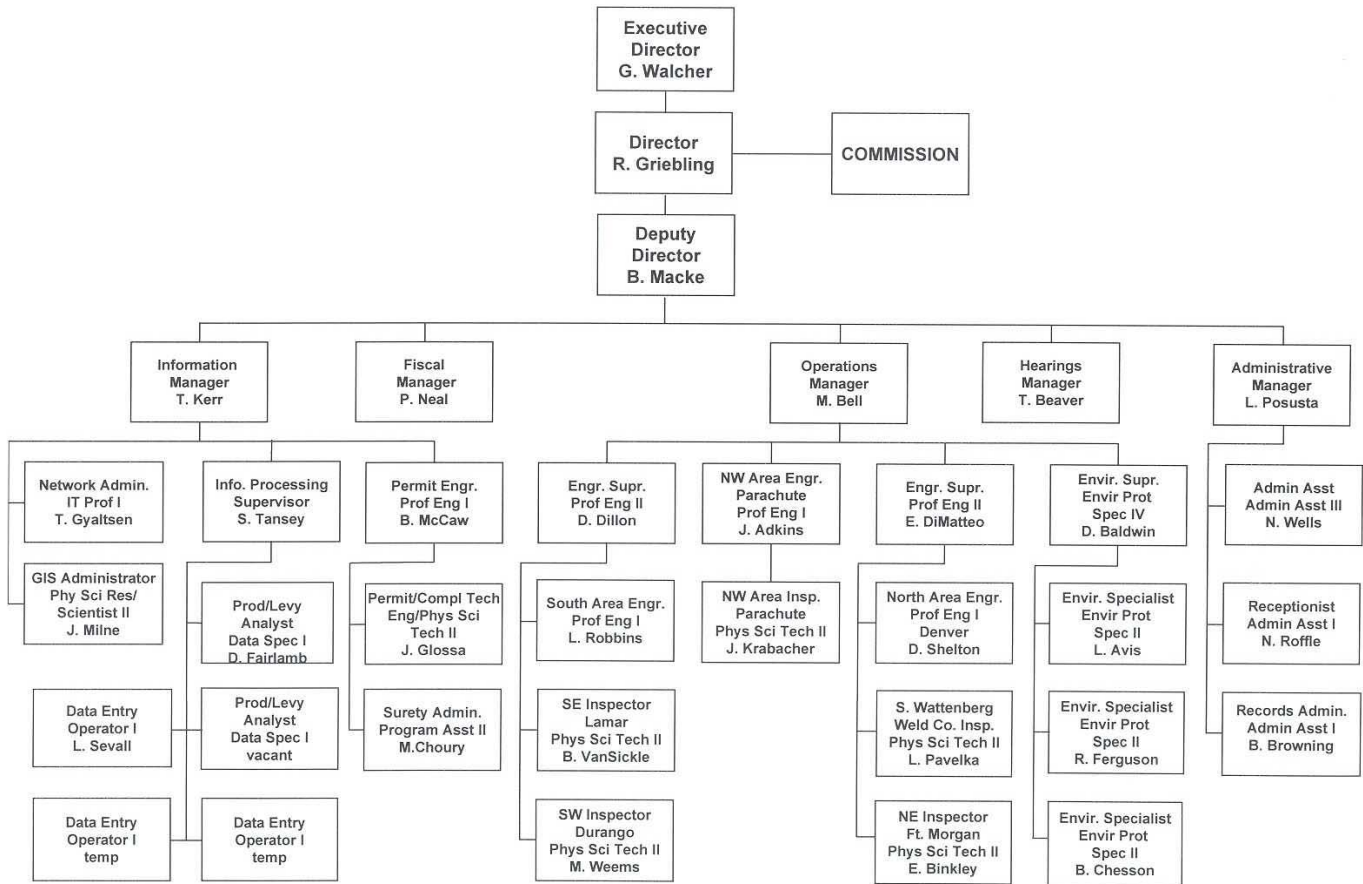 Executive
Director
G. Walcher
Director
R. Griebling
COMMISSION
Deputy
Director
B. Macke
Information
Manager
T. Kerr
Fiscal
Manager
P. Neal
Operations
Manager
M. Bell
Hearings
Manager
T. Beaver
Administrative
Manager
L. Posusta
Network Admin.
IT Prof I
T. Gyaltsen
Info. Processing
Supervisor
S. Tansey
Permit Engr.
Prof Eng I
B. McCaw
Engr. Supr.
Prof Eng II
D. Dillon
NW Area Engr.
Parachute
Prof Eng I
J. Adkins
Engr. Supr.
Prof Eng II
E. DiMatteo
Envir. Supr.
Envir Prot
Spec IV
D. Baldwin
Admin Asst
Admin Asst III
N. Wells
GIS Administrator
Phy Sci Res/
Scientist II
J. Milne
Prod/Levy
Analyst
Data Spec I
D. Fairlamb
Permit/Compl Tech
Eng/Phys Sci
Tech II
J. Glossa
South Area Engr.
Prof Eng I
L. Robbins
NW Area Insp.
Parachute
Phys Sci Tech II
J. Krabacher
North Area Engr.
Prof Eng I
Denver
D. Shelton
Envir. Specialist
Envir Prot
Spec II
L. Avis
Receptionist
Admin Asst I
N. Roffle
Data Entry
Operator I
L. Sevall
Prod/Levy
Analyst
Data Spec I
vacant
Surety Admin.
Program Asst II
M.Choury
SE Inspector
Lamar
Phys Sci Tech II
B. VanSickle
S. Wattenberg
Weld Co. Insp.
Phys Sci Tech II
L. Pavelka
Envir. Specialist
Envir Prot
Spec II
R. Ferguson
Records Admin.
Admin Asst I
B. Browning
Data Entry
Operator I
temp
Data Entry
Operator I
temp
SW Inspector
Durango
Phys Sci Tech II
M. Weems
NE Inspector
Ft. Morgan
Phys Sci Tech II
E. Binkley
Envir. Specialist
Envir Prot
Spec II
B. Chesson